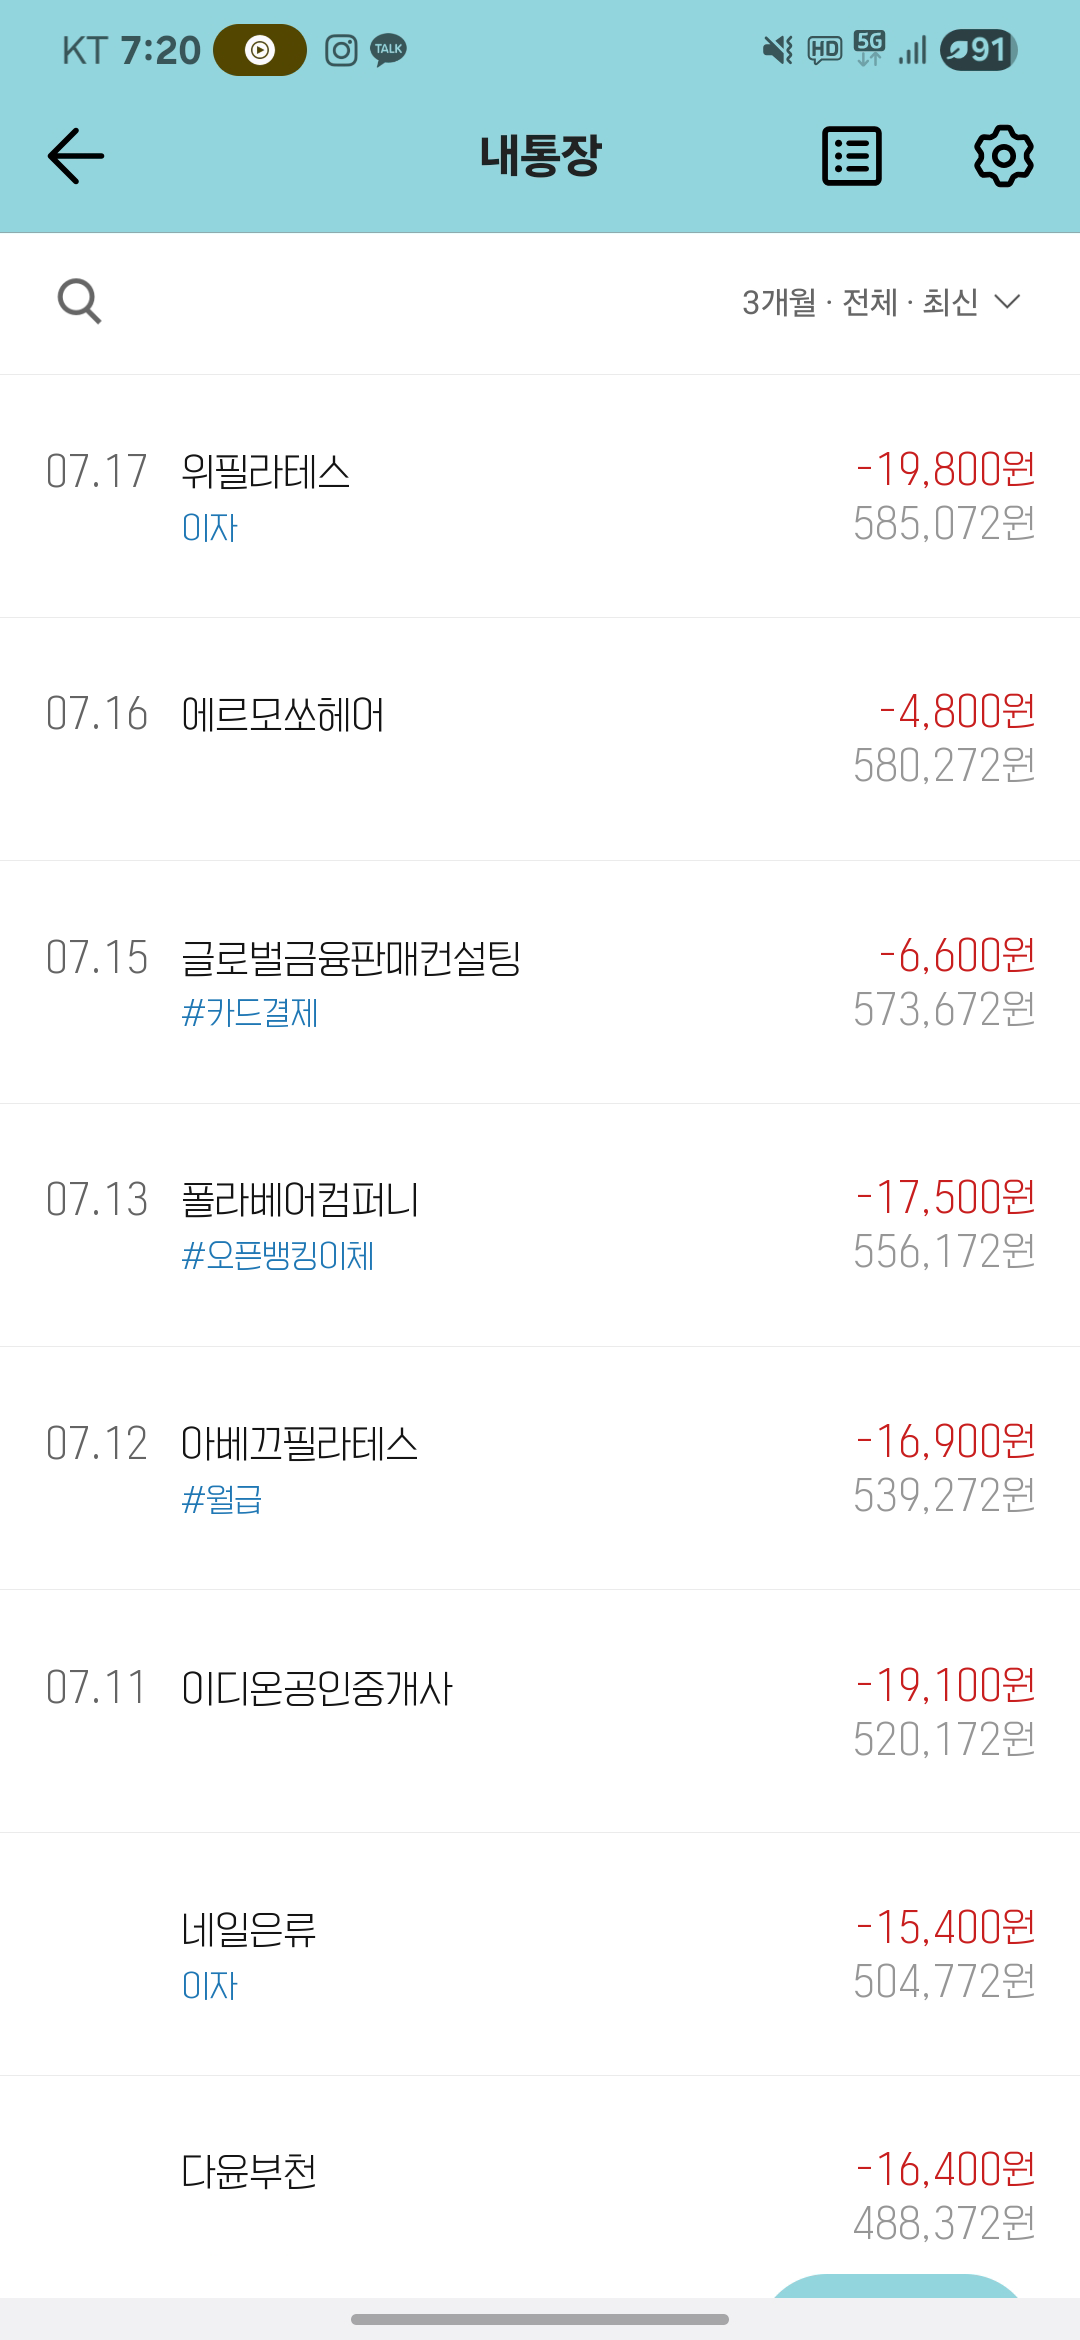 KT 7:20 TALK HD 5G 91
내통장
3개월 · 전체 · 최신
07.17 위필라테스 -19,800원
이자 585,072원
07.16 에르모쏘헤어 -4,800원
580,272원
07.15 글로벌금융판매컨설팅 -6,600원
#카드결제 573,672원
07.13 폴라베어컴퍼니 -17,500원
#오픈뱅킹이체 556,172원
07.12 아베끄필라테스 -16,900원
#월급 539,272원
07.11 이디온공인중개사 -19,100원
520,172원
네일은류 -15,400원
이자 504,772원
다윤부천 -16,400원
488,372원